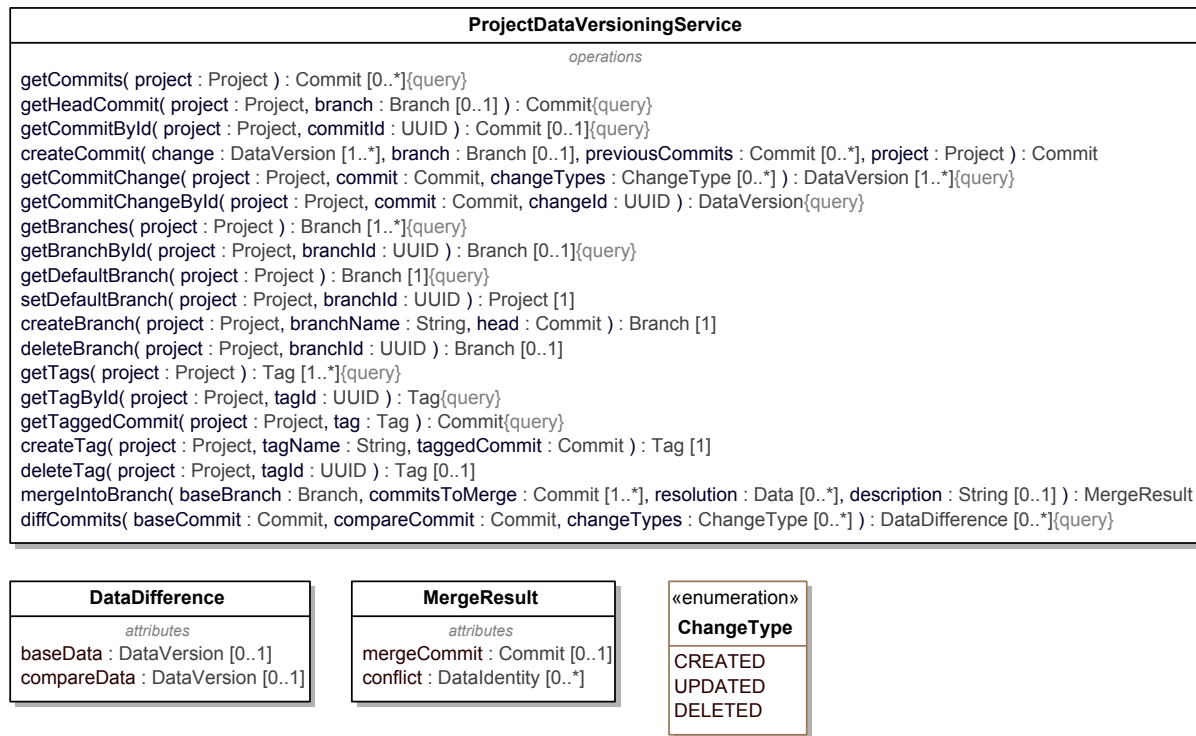 ProjectDataVersioningService
operations
getCommits( project : Project ) : Commit [0..*]{query}
getHeadCommit( project : Project, branch : Branch [0..1] ) : Commit{query}
getCommitById( project : Project, commitId : UUID ) : Commit [0..1]{query}
createCommit( change : DataVersion [1..*], branch : Branch [0..1], previousCommits : Commit [0..*], project : Project ) : Commit
getCommitChange( project : Project, commit : Commit, changeTypes : ChangeType [0..*] ) : DataVersion [1..*]{query}
getCommitChangeById( project : Project, commit : Commit, changeId : UUID ) : DataVersion{query}
getBranches( project : Project ) : Branch [1..*]{query}
getBranchById( project : Project, branchId : UUID ) : Branch [0..1]{query}
getDefaultBranch( project : Project ) : Branch [1]{query}
setDefaultBranch( project : Project, branchId : UUID ) : Project [1]
createBranch( project : Project, branchName : String, head : Commit ) : Branch [1]
deleteBranch( project : Project, branchId : UUID ) : Branch [0..1]
getTags( project : Project ) : Tag [1..*]{query}
getTagById( project : Project, tagId : UUID ) : Tag{query}
getTaggedCommit( project : Project, tag : Tag ) : Commit{query}
createTag( project : Project, tagName : String, taggedCommit : Commit ) : Tag [1]
deleteTag( project : Project, tagId : UUID ) : Tag [0..1]
mergeIntoBranch( baseBranch : Branch, commitsToMerge : Commit [1..*], resolution : Data [0..*], description : String [0..1] ) : MergeResult
diffCommits( baseCommit : Commit, compareCommit : Commit, changeTypes : ChangeType [0..*] ) : DataDifference [0..*]{query}
DataDifference
attributes
baseData : DataVersion [0..1]
compareData : DataVersion [0..1]
MergeResult
attributes
mergeCommit : Commit [0..1]
conflict : DataIdentity [0..*]
«enumeration»
ChangeType
CREATED
UPDATED
DELETED